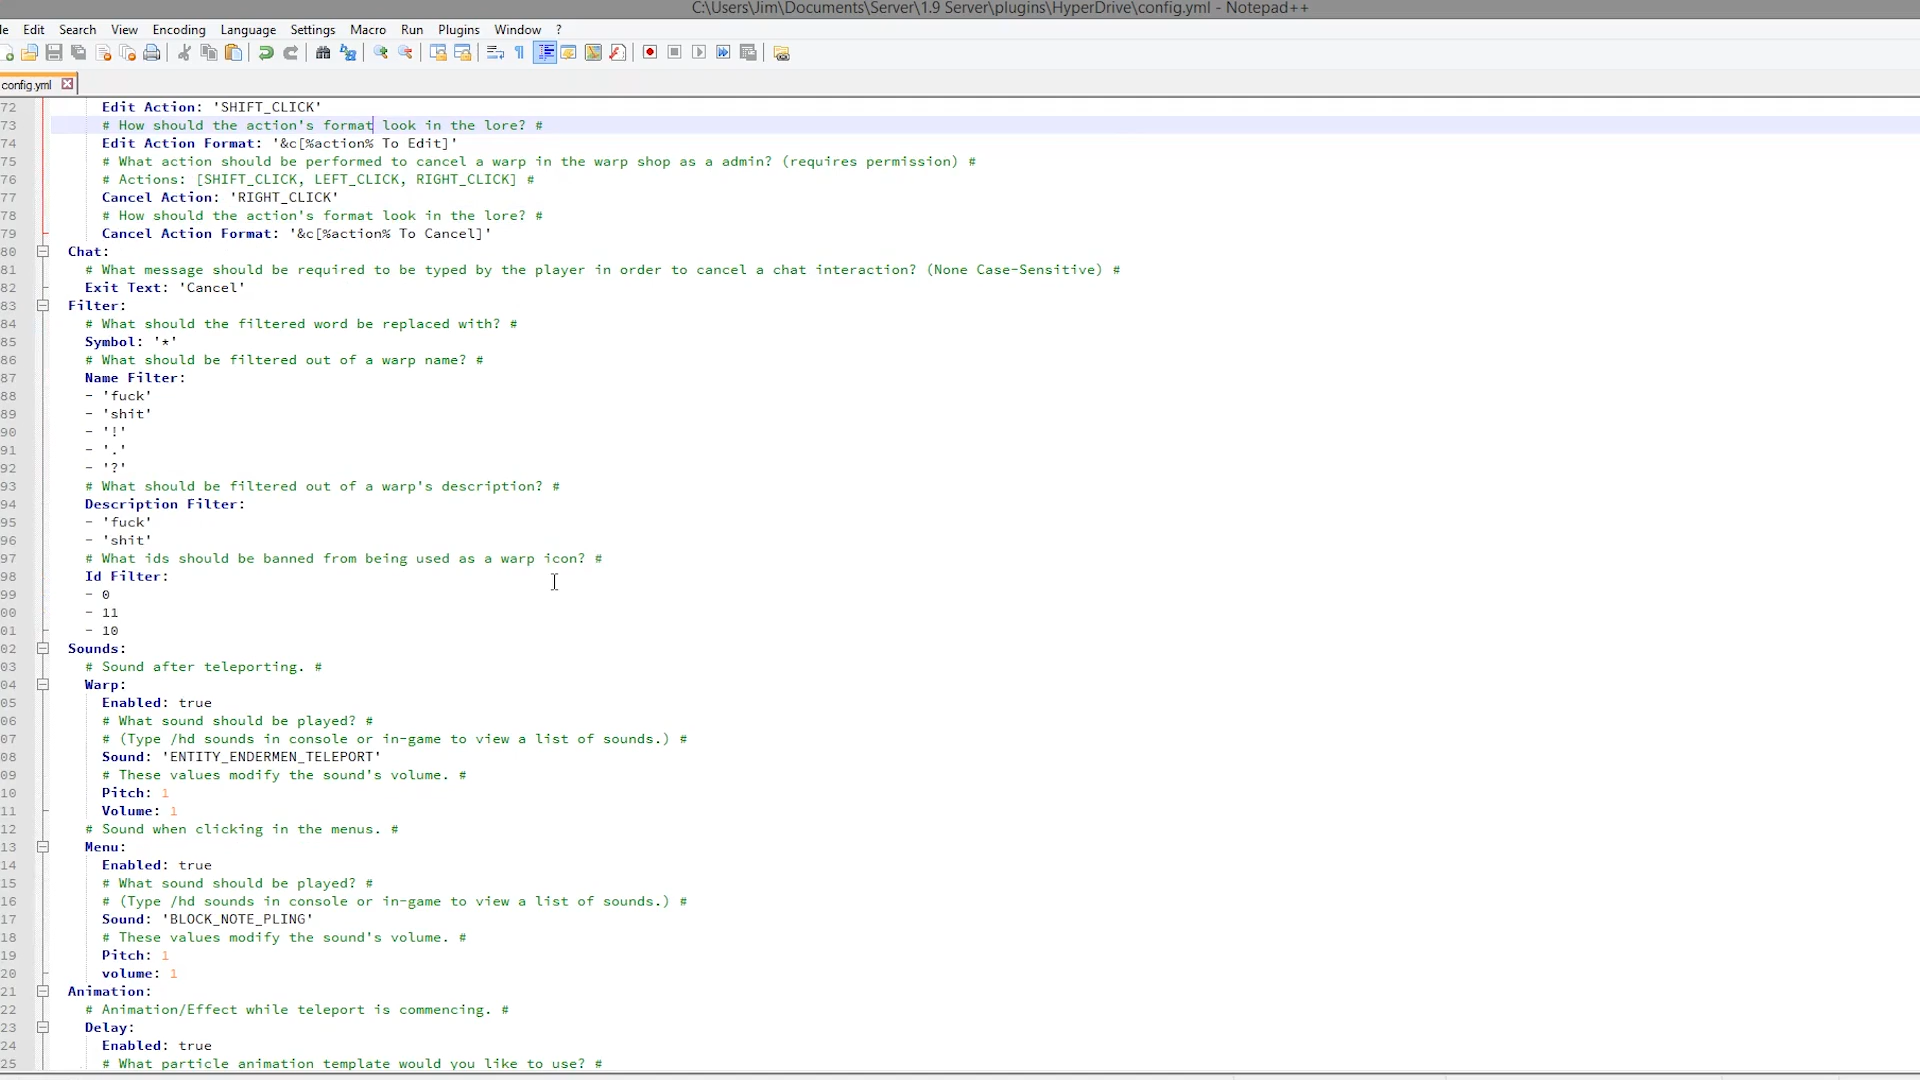 C:\Users\Jim\Documents\Server\1.9 Server\plugins\HyperDrive\config.yml - Notepad++
le Edit Search View Encoding Language Settings Macro Run Plugins Window ?
config.yml
72 Edit Action: 'SHIFT_CLICK'
73 # How should the action's format look in the lore? #
74 Edit Action Format: '&c[%action% To Edit]'
75 # What action should be performed to cancel a warp in the warp shop as a admin? (requires permission) #
76 # Actions: [SHIFT_CLICK, LEFT_CLICK, RIGHT_CLICK] #
77 Cancel Action: 'RIGHT_CLICK'
78 # How should the action's format look in the lore? #
79 Cancel Action Format: '&c[%action% To Cancel]'
80 Chat:
81 # What message should be required to be typed by the player in order to cancel a chat interaction? (None Case-Sensitive) #
82 Exit Text: 'Cancel'
83 Filter:
84 # What should the filtered word be replaced with? #
85 Symbol: '*'
86 # What should be filtered out of a warp name? #
87 Name Filter:
88 - 'fuck'
89 - 'shit'
90 - '!'
91 - '.'
92 - '?'
93 # What should be filtered out of a warp's description? #
94 Description Filter:
95 - 'fuck'
96 - 'shit'
97 # What ids should be banned from being used as a warp icon? #
98 Id Filter:
99 - 0
00 - 11
01 - 10
02 Sounds:
03 # Sound after teleporting. #
04 Warp:
05 Enabled: true
06 # What sound should be played? #
07 # (Type /hd sounds in console or in-game to view a list of sounds.) #
08 Sound: 'ENTITY_ENDERMEN_TELEPORT'
09 # These values modify the sound's volume. #
10 Pitch: 1
11 Volume: 1
12 # Sound when clicking in the menus. #
13 Menu:
14 Enabled: true
15 # What sound should be played? #
16 # (Type /hd sounds in console or in-game to view a list of sounds.) #
17 Sound: 'BLOCK_NOTE_PLING'
18 # These values modify the sound's volume. #
19 Pitch: 1
20 volume: 1
21 Animation:
22 # Animation/Effect while teleport is commencing. #
23 Delay:
24 Enabled: true
25 # What particle animation template would you like to use? #